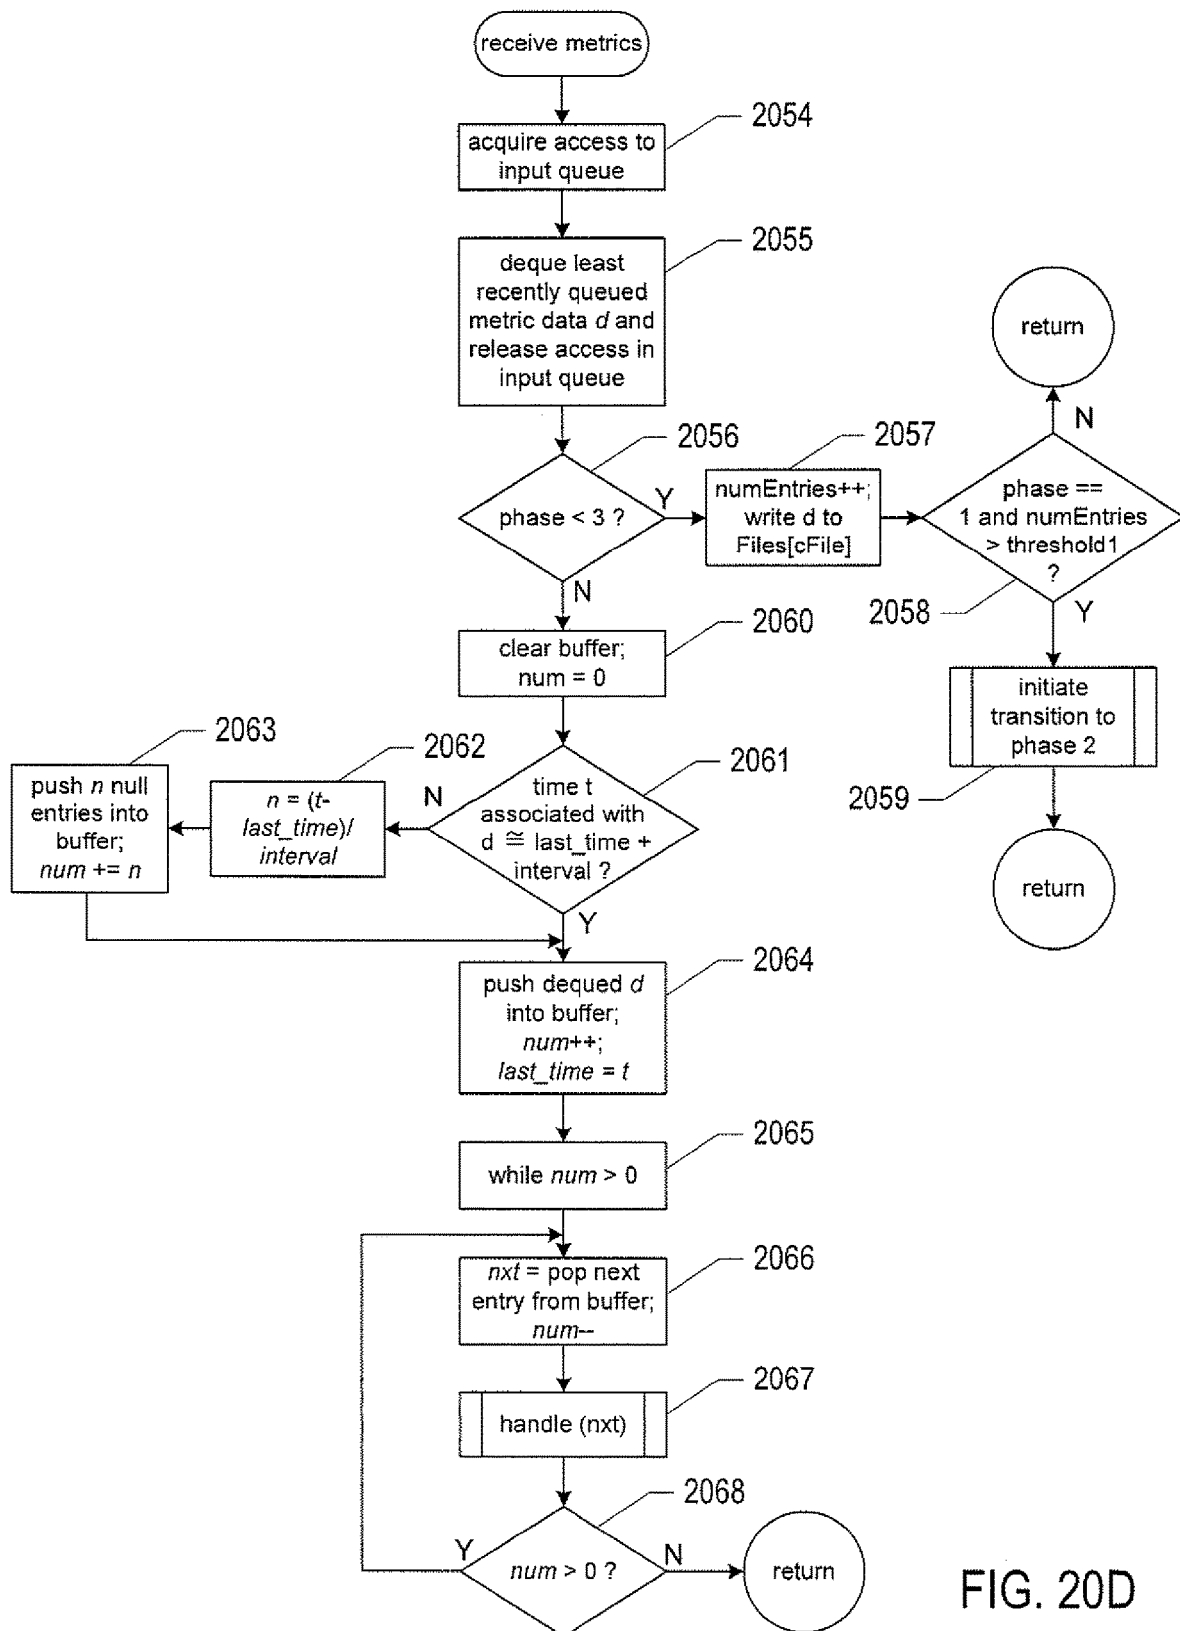 receive metrics
2054
acquire access to
input queue
2055
deque least
recently queued
metric data d and
release access in
input queue
return
N
2056
phase < 3 ?
Y
2057
numEntries++;
write d to
Files[cFile]
phase ==
1 and numEntries
> threshold1
?
2058
Y
N
2060
clear buffer;
num = 0
initiate
transition to
phase 2
2059
return
2063
push n null
entries into
buffer;
num += n
2062
n = (t-
last_time)/
interval
N
2061
time t
associated with
d ≅ last_time +
interval ?
Y
2064
push dequed d
into buffer;
num++;
last_time = t
2065
while num > 0
2066
nxt = pop next
entry from buffer;
num--
2067
handle (nxt)
2068
Y
num > 0 ?
N
return
FIG. 20D